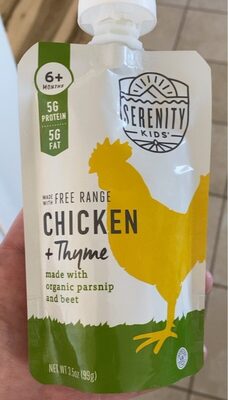 6+
MONTHS
5G
PROTEIN
5G
FAT
SERENITY
KIDS
MADE
WITH FREE RANGE
CHICKEN
+ Thyme
made with
organic parsnip
and beet
NET WT 3.5oz (99g)